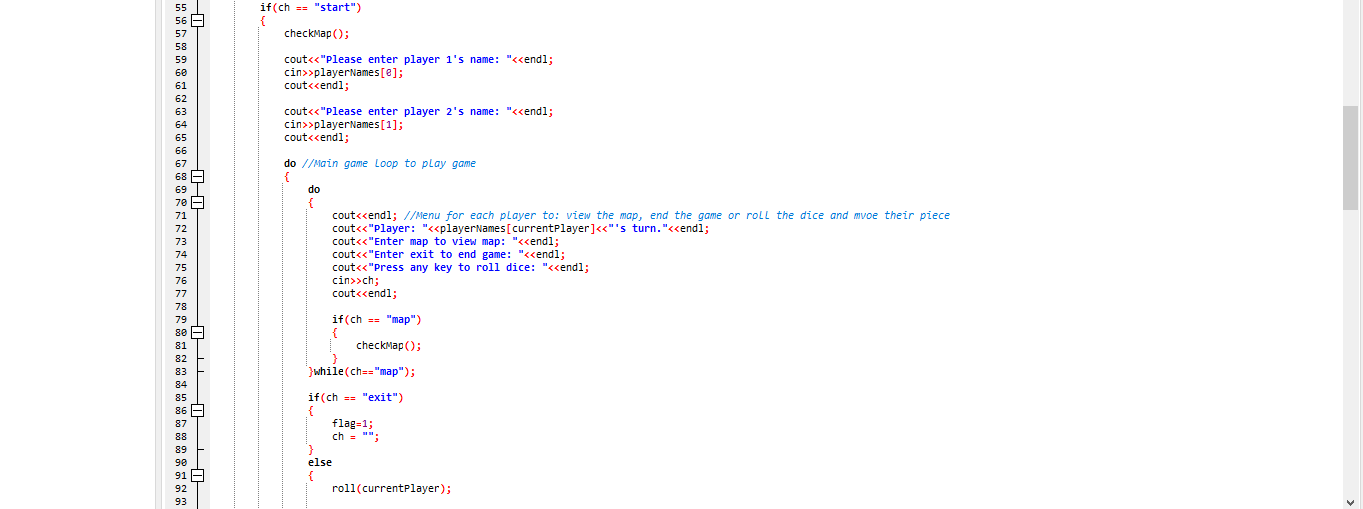 55 if(ch == "start")
56 {
57 checkMap();
58
59 cout<<"Please enter player 1's name: "<<endl;
60 cin>>playerNames[0];
61 cout<<endl;
62
63 cout<<"Please enter player 2's name: "<<endl;
64 cin>>playerNames[1];
65 cout<<endl;
66
67 do //Main game loop to play game
68 {
69 do
70 {
71 cout<<endl; //Menu for each player to: view the map, end the game or roll the dice and mvoe their piece
72 cout<<"Player: "<<playerNames[currentPlayer]<<"'s turn."<<endl;
73 cout<<"Enter map to view map: "<<endl;
74 cout<<"Enter exit to end game: "<<endl;
75 cout<<"Press any key to roll dice: "<<endl;
76 cin>>ch;
77 cout<<endl;
78
79 if(ch == "map")
80 {
81 checkMap();
82 }
83 }while(ch=="map");
84
85 if(ch == "exit")
86 {
87 flag=1;
88 ch = "";
89 }
90 else
91 {
92 roll(currentPlayer);
93